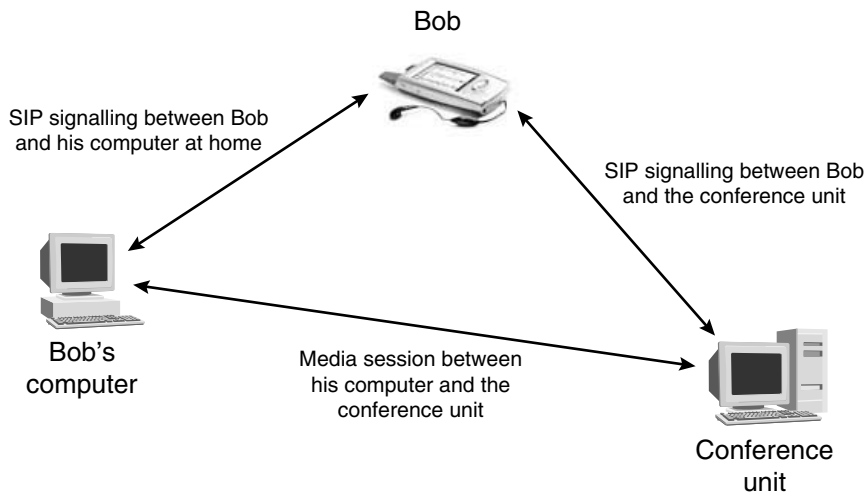 Bob
SIP signalling between Bob
and his computer at home
SIP signalling between Bob
and the conference unit
Bob's
computer
Media session between
his computer and the
conference unit
Conference
unit